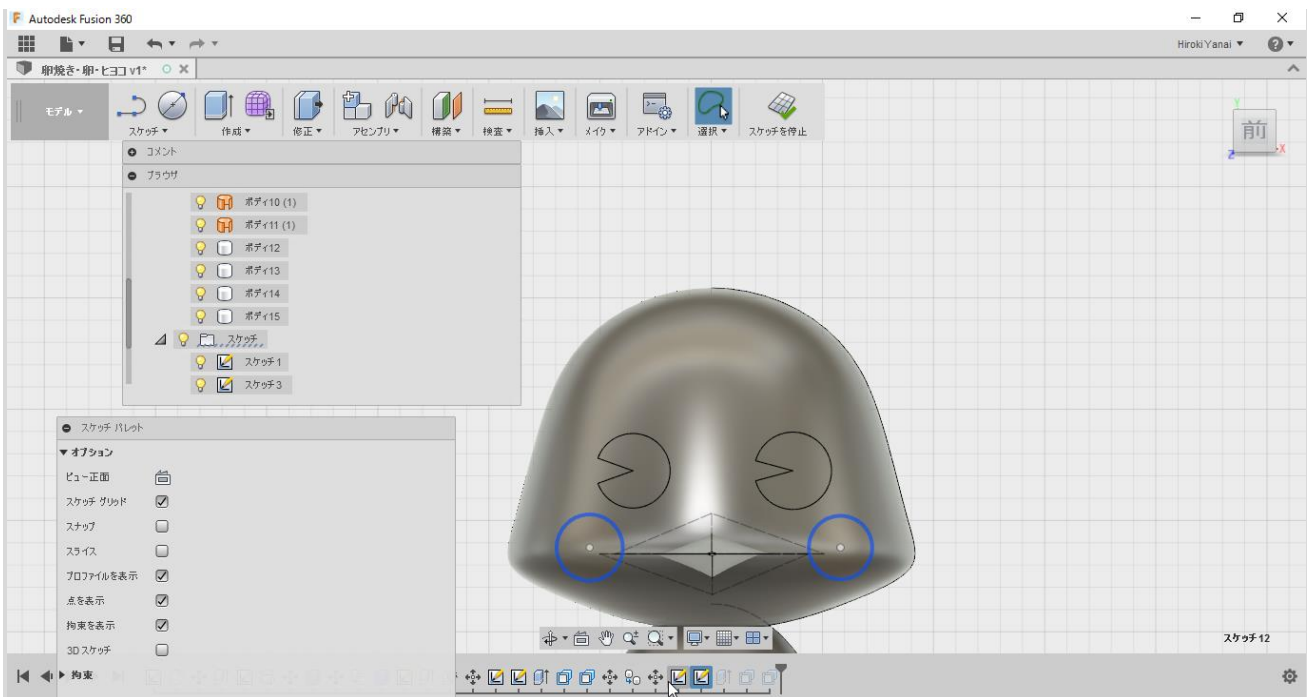 Autodesk Fusion 360
Hiroki Yanai
卵焼き-卵-ヒヨコ v1*
モデル
スケッチ 作成 修正 アセンブリ 構築 検査 挿入 メイク アドイン 選択 スケッチを停止
Y
前
Z X
コメント
ブラウザ
ボディ10 (1)
ボディ11 (1)
ボディ12
ボディ13
ボディ14
ボディ15
スケッチ
スケッチ1
スケッチ3
スケッチ パレット
オプション
ビュー正面
スケッチ グリッド
スナップ
スライス
プロファイルを表示
点を表示
拘束を表示
3D スケッチ
拘束
スケッチ12